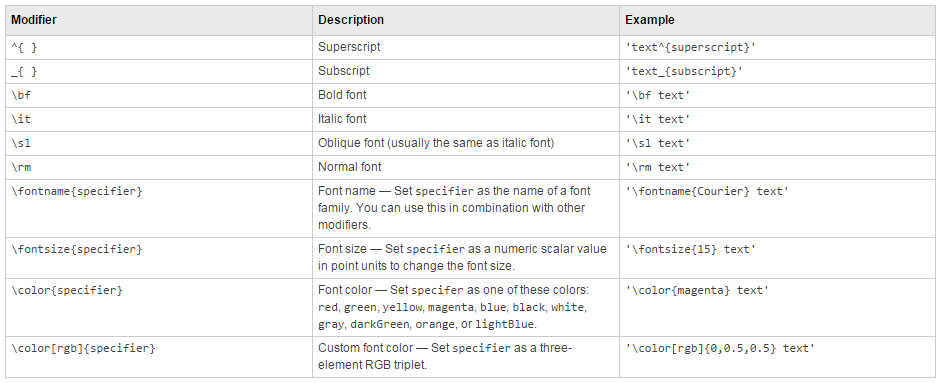 Modifier Description Example
^{ } Superscript 'text^{superscript}'
_{ } Subscript 'text_{subscript}'
\bf Bold font '\bf text'
\it Italic font '\it text'
\sl Oblique font (usually the same as italic font) '\sl text'
\rm Normal font '\rm text'
\fontname{specifier} Font name — Set specifier as the name of a font '\fontname{Courier} text'
family. You can use this in combination with other
modifiers.
\fontsize{specifier} Font size — Set specifier as a numeric scalar value '\fontsize{15} text'
in point units to change the font size.
\color{specifier} Font color — Set specifer as one of these colors: '\color{magenta} text'
red, green, yellow, magenta, blue, black, white,
gray, darkGreen, orange, or lightBlue.
\color[rgb]{specifier} Custom font color — Set specifier as a three- '\color[rgb]{0,0.5,0.5} text'
element RGB triplet.